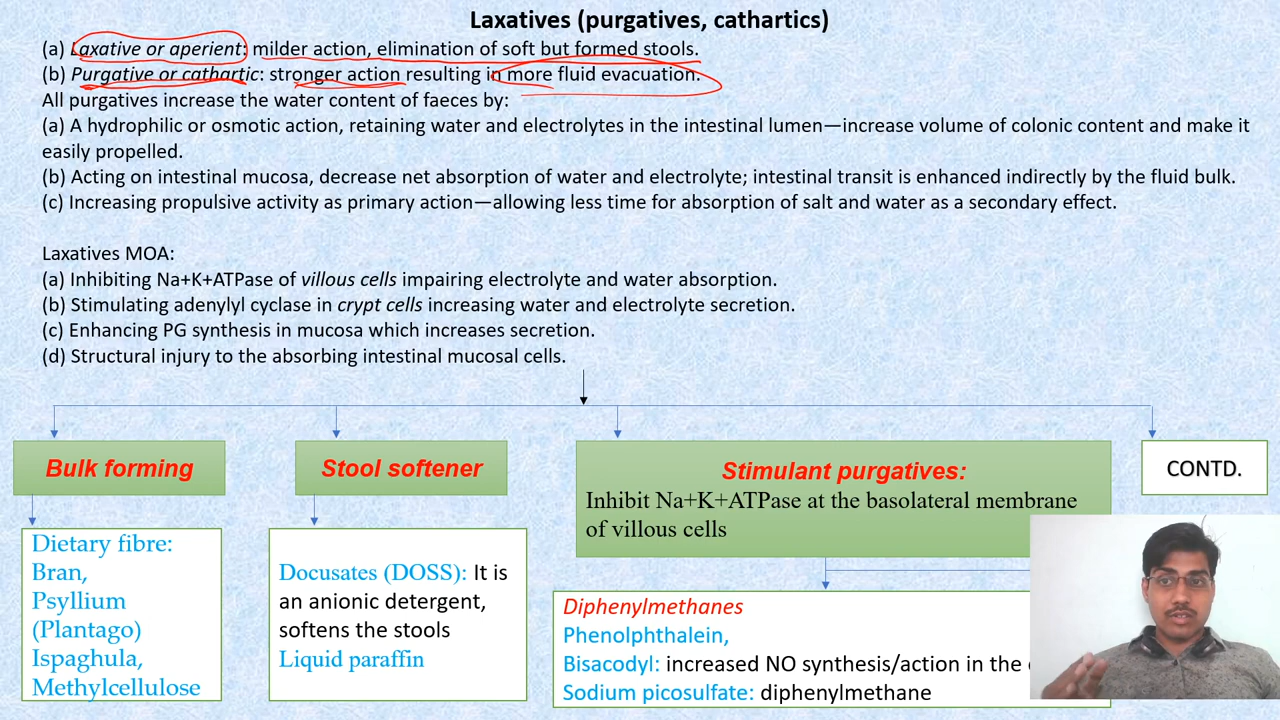 Laxatives (purgatives, cathartics)
(a) Laxative or aperient: milder action, elimination of soft but formed stools.
(b) Purgative or cathartic: stronger action resulting in more fluid evacuation.
All purgatives increase the water content of faeces by:
(a) A hydrophilic or osmotic action, retaining water and electrolytes in the intestinal lumen—increase volume of colonic content and make it
easily propelled.
(b) Acting on intestinal mucosa, decrease net absorption of water and electrolyte; intestinal transit is enhanced indirectly by the fluid bulk.
(c) Increasing propulsive activity as primary action—allowing less time for absorption of salt and water as a secondary effect.
Laxatives MOA:
(a) Inhibiting Na+K+ATPase of villous cells impairing electrolyte and water absorption.
(b) Stimulating adenylyl cyclase in crypt cells increasing water and electrolyte secretion.
(c) Enhancing PG synthesis in mucosa which increases secretion.
(d) Structural injury to the absorbing intestinal mucosal cells.
Bulk forming
Dietary fibre:
Bran,
Psyllium
(Plantago)
Ispaghula,
Methylcellulose
Stool softener
Docusates (DOSS): It is
an anionic detergent,
softens the stools
Liquid paraffin
Stimulant purgatives:
Inhibit Na+K+ATPase at the basolateral membrane
of villous cells
Diphenylmethanes
Phenolphthalein,
Bisacodyl: increased NO synthesis/action in the
Sodium picosulfate: diphenylmethane
CONTD.